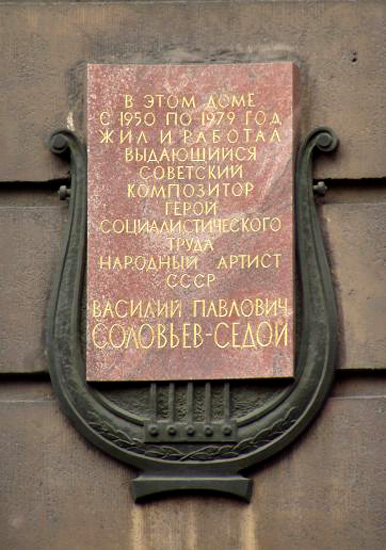 В ЭТОМ ДОМЕ
С 1950 ПО 1979 ГОД
ЖИЛ И РАБОТАЛ
ВЫДАЮЩИЙСЯ
СОВЕТСКИЙ
КОМПОЗИТОР
ГЕРОЙ
СОЦИАЛИСТИЧЕСКОГО
ТРУДА
НАРОДНЫЙ АРТИСТ
СССР
ВАСИЛИЙ ПАВЛОВИЧ
СОЛОВЬЕВ-СЕДОЙ